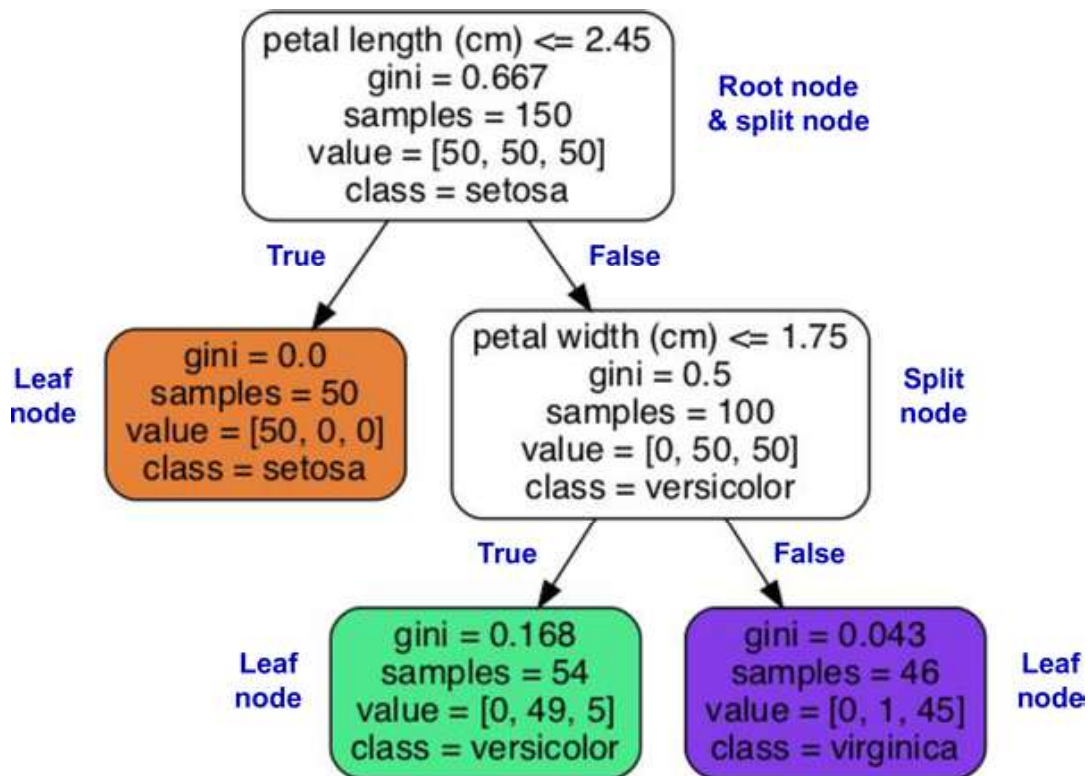 petal length (cm) <= 2.45
gini = 0.667
samples = 150
value = [50, 50, 50]
class = setosa
Root node
& split node
True
False
Leaf
node
gini = 0.0
samples = 50
value = [50, 0, 0]
class = setosa
petal width (cm) <= 1.75
gini = 0.5
samples = 100
value = [0, 50, 50]
class = versicolor
Split
node
True
False
Leaf
node
gini = 0.168
samples = 54
value = [0, 49, 5]
class = versicolor
gini = 0.043
samples = 46
value = [0, 1, 45]
class = virginica
Leaf
node